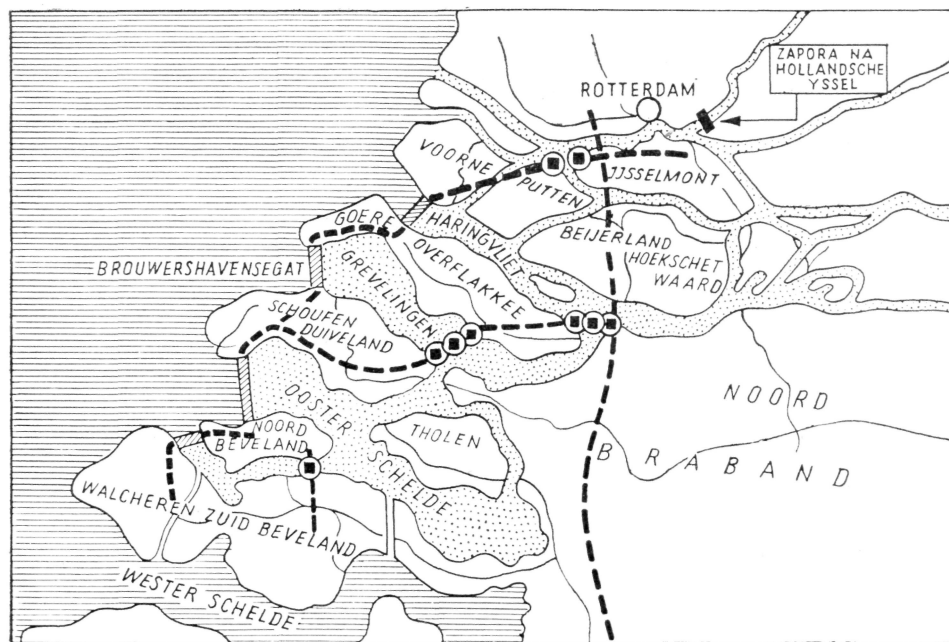 ZAPORA NA
HOLLANDSCHE
YSSEL
ROTTERDAM
VOORNE
PUTTEN
IJSSELMONT
GOERE
HARINGVLIET
OVERFLAKKEE
BEIJERLAND
HOEKSCHET
WAARD
BROUWERSHAVENSEGAT
GREVELINGEN
SCHOUFEN
DUIVELAND
NOORD
BRABAND
OOSTER
SCHELDE
NOORD
BEVELAND
THOLEN
WALCHEREN
ZUID BEVELAND
WESTER SCHELDE